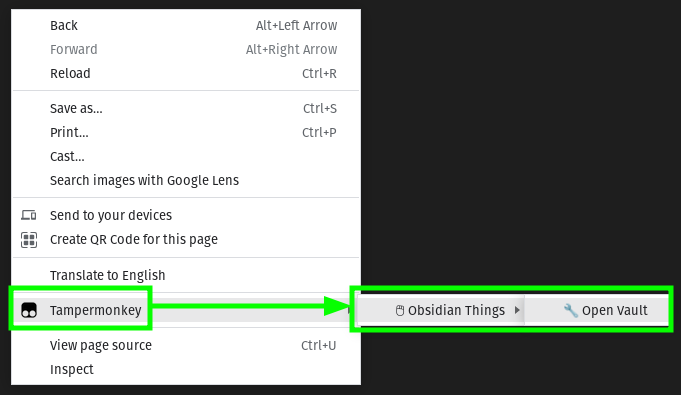 Back Alt+Left Arrow
Forward Alt+Right Arrow
Reload Ctrl+R
Save as... Ctrl+S
Print... Ctrl+P
Cast...
Search images with Google Lens
Send to your devices
Create QR Code for this page
Translate to English
Tampermonkey Obsidian Things Open Vault
View page source Ctrl+U
Inspect